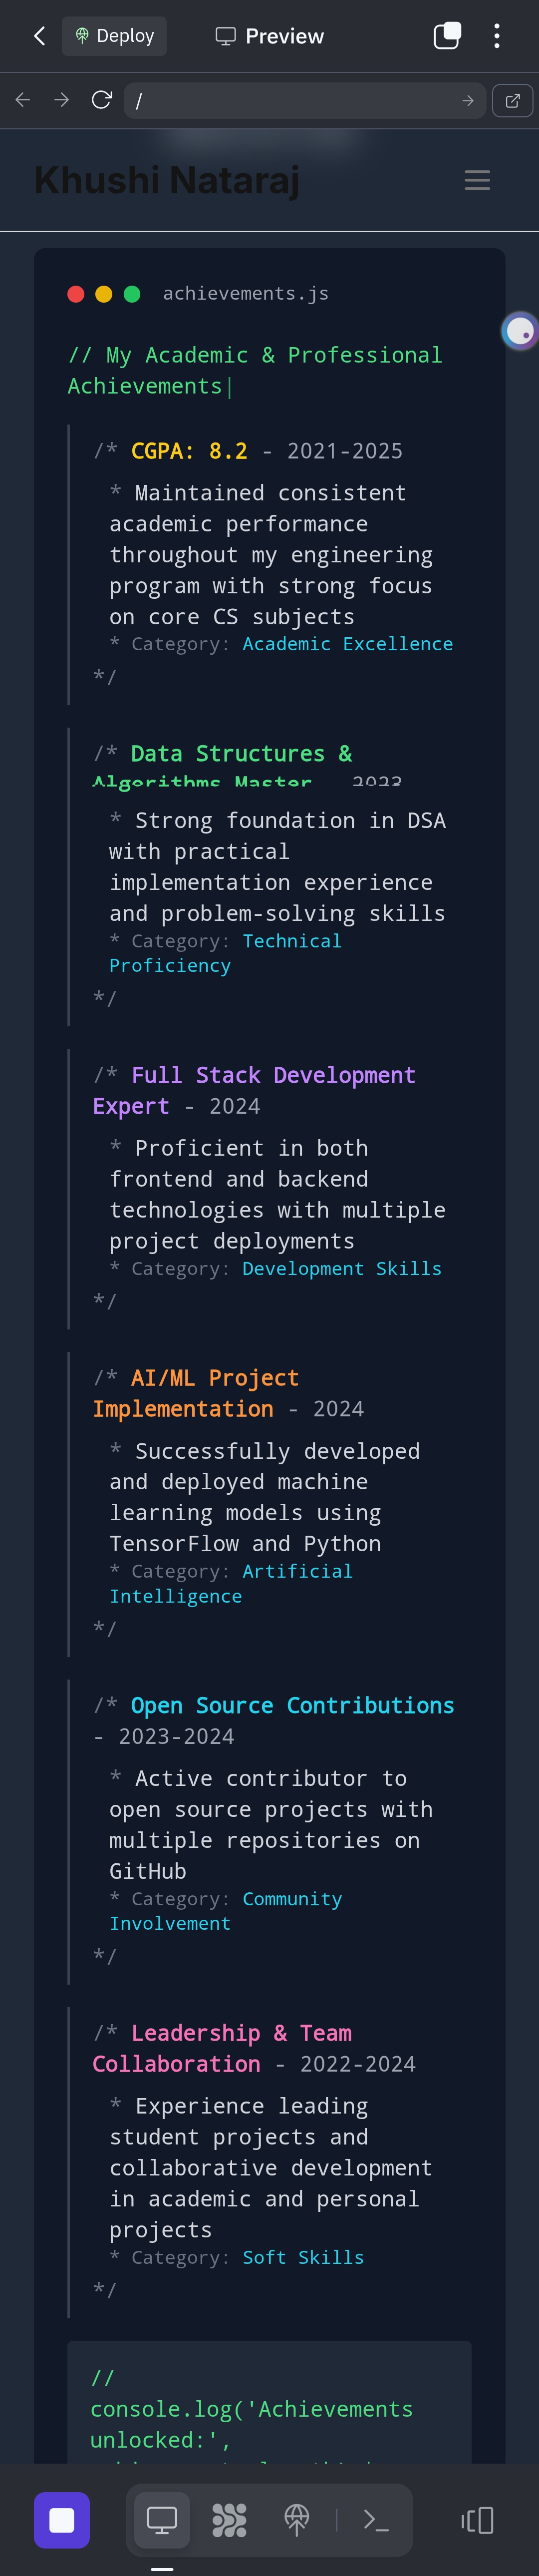 Deploy
Preview
/
Khushi Nataraj
achievements.js
// My Academic & Professional
Achievements|
/* CGPA: 8.2 - 2021-2025
* Maintained consistent
academic performance
throughout my engineering
program with strong focus
on core CS subjects
* Category: Academic Excellence
*/
/* Data Structures &
Algorithms Master 2023
* Strong foundation in DSA
with practical
implementation experience
and problem-solving skills
* Category: Technical
Proficiency
*/
/* Full Stack Development
Expert - 2024
* Proficient in both
frontend and backend
technologies with multiple
project deployments
* Category: Development Skills
*/
/* AI/ML Project
Implementation - 2024
* Successfully developed
and deployed machine
learning models using
TensorFlow and Python
* Category: Artificial
Intelligence
*/
/* Open Source Contributions
- 2023-2024
* Active contributor to
open source projects with
multiple repositories on
GitHub
* Category: Community
Involvement
*/
/* Leadership & Team
Collaboration - 2022-2024
* Experience leading
student projects and
collaborative development
in academic and personal
projects
* Category: Soft Skills
*/
//
console.log('Achievements
unlocked:',